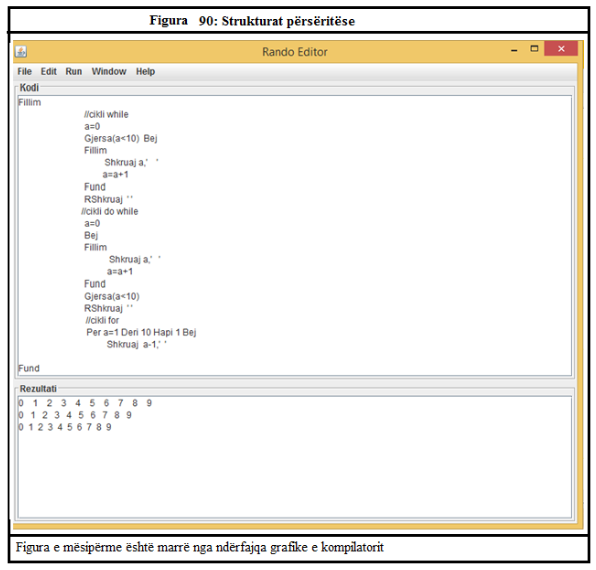 Figura 90: Strukturat përsëritëse
Rando Editor
File Edit Run Window Help
Kodi
Fillim
//cikli while
a=0
Gjersa(a<10) Bej
Fillim
Shkruaj a,' '
a=a+1
Fund
RShkruaj ' '
//cikli do while
a=0
Bej
Fillim
Shkruaj a,' '
a=a+1
Fund
Gjersa(a<10)
RShkruaj ' '
//cikli for
Per a=1 Deri 10 Hapi 1 Bej
Shkruaj a-1,' '
Fund
Rezultati
0 1 2 3 4 5 6 7 8 9
0 1 2 3 4 5 6 7 8 9
0 1 2 3 4 5 6 7 8 9
Figura e mësipërme është marrë nga ndërfajqa grafike e kompilatorit